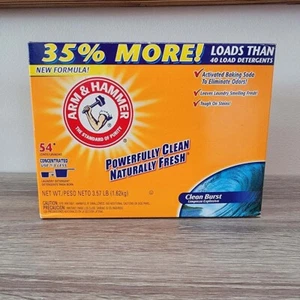 35% MORE!
LOADS THAN
40 LOAD DETERGENTS
NEW FORMULA!
Activated Baking Soda
To Eliminate Odors!
Leaves Laundry Smelling Fresh
Tough On Stains
ARM & HAMMER
THE STANDARD OF PURITY
POWERFULLY CLEAN
NATURALLY FRESH
54
CONCENTRATED
Clean Burst
NET WT./PESO NETO 3.57 LB (1.62kg)
CAUTION:
PRECAUCIÓN: